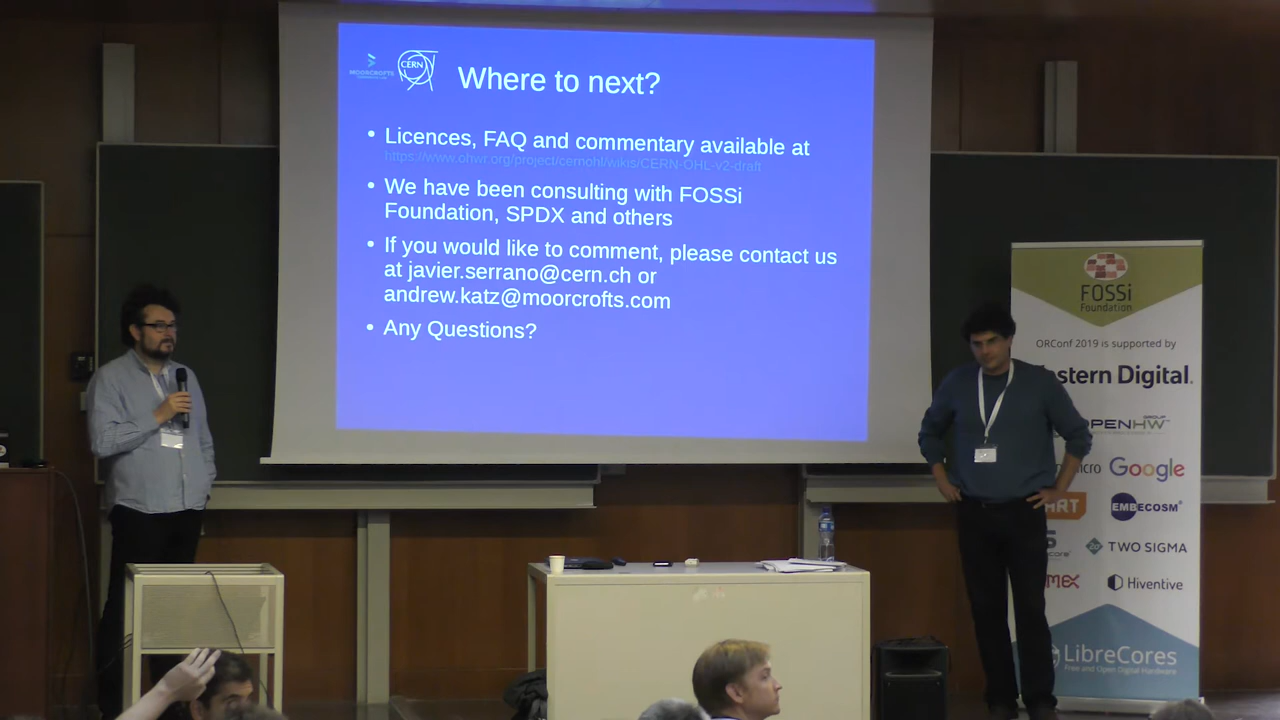 MOORCROFTS
CERN
Where to next?
• Licences, FAQ and commentary available at
https://www.ohwr.org/project/cernohl/wikis/CERN-OHL-v2-draft
• We have been consulting with FOSSi
Foundation, SPDX and others
• If you would like to comment, please contact us
at javier.serrano@cern.ch or
andrew.katz@moorcrofts.com
• Any Questions?
FOSSi
Foundation
ORConf 2019 is supported by
stern Digital.
OPENHW
GROUP
Google
EMBECOSM®
TWO SIGMA
Hiventive
LibreCores
Free and Open Digital Hardware